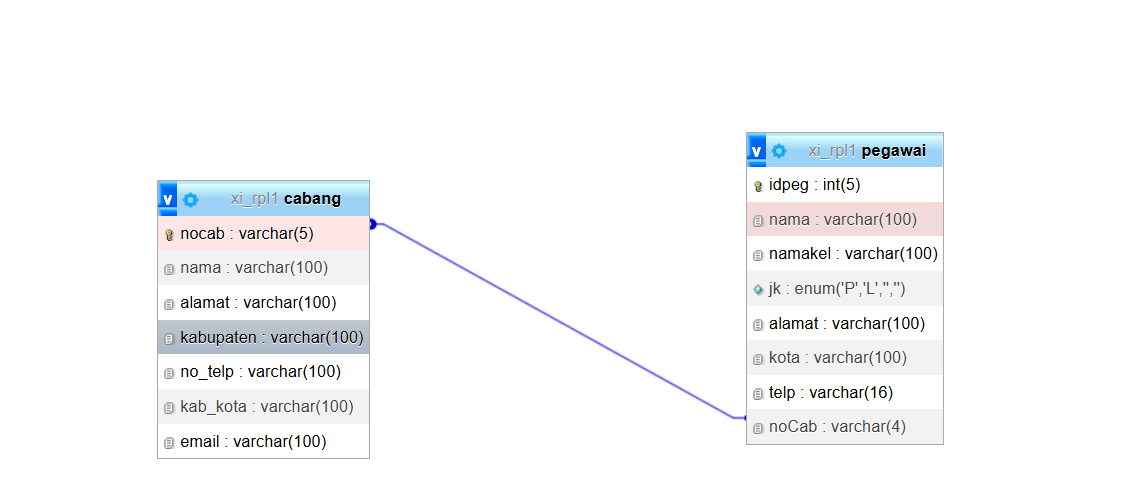 v xi_rpl1 cabang
nocab : varchar(5)
nama : varchar(100)
alamat : varchar(100)
kabupaten : varchar(100)
no_telp : varchar(100)
kab_kota : varchar(100)
email : varchar(100)
v xi_rpl1 pegawai
idpeg : int(5)
nama : varchar(100)
namakel : varchar(100)
jk : enum('P','L','','')
alamat : varchar(100)
kota : varchar(100)
telp : varchar(16)
noCab : varchar(4)